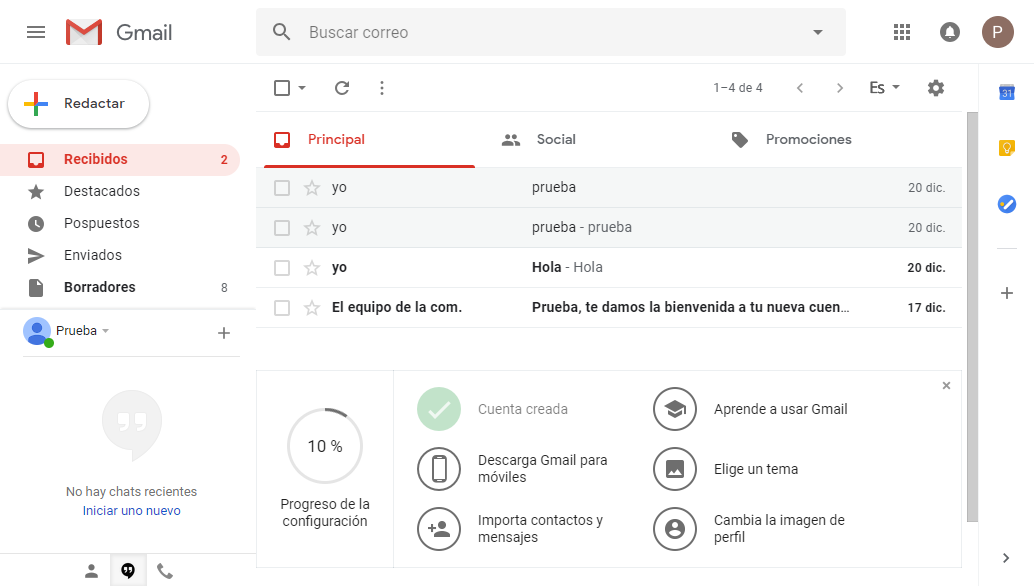 Gmail
Buscar correo
P
Redactar
1–4 de 4
Es
31
Recibidos 2
Destacados
Pospuestos
Enviados
Borradores 8
Prueba
No hay chats recientes
Iniciar uno nuevo
Principal
Social
Promociones
yo prueba 20 dic.
yo prueba - prueba 20 dic.
yo Hola - Hola 20 dic.
El equipo de la com. Prueba, te damos la bienvenida a tu nueva cuen… 17 dic.
10 %
Progreso de la
configuración
Cuenta creada
Aprende a usar Gmail
Descarga Gmail para
móviles
Elige un tema
Importa contactos y
mensajes
Cambia la imagen de
perfil